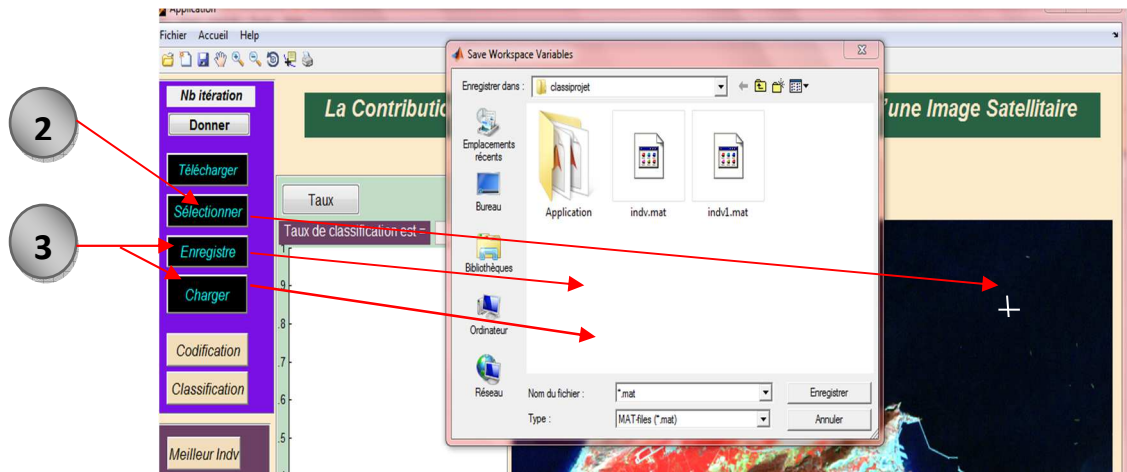 Application
Fichier Accueil Help
Nb itération
Donner
Télécharger
Sélectionner
Enregistre
Charger
Codification
Classification
Meilleur Indv
2
3
La Contributio
'une Image Satellitaire
Taux
Taux de classification est =
1
.9
.8
.7
.6
.5
Save Workspace Variables
Enregistrer dans :
classiprojet
Emplacements récents
Bureau
Bibliothèques
Ordinateur
Réseau
Application
indv.mat
indv1.mat
Nom du fichier :
*.mat
Enregistrer
Type :
MAT-files (*.mat)
Annuler